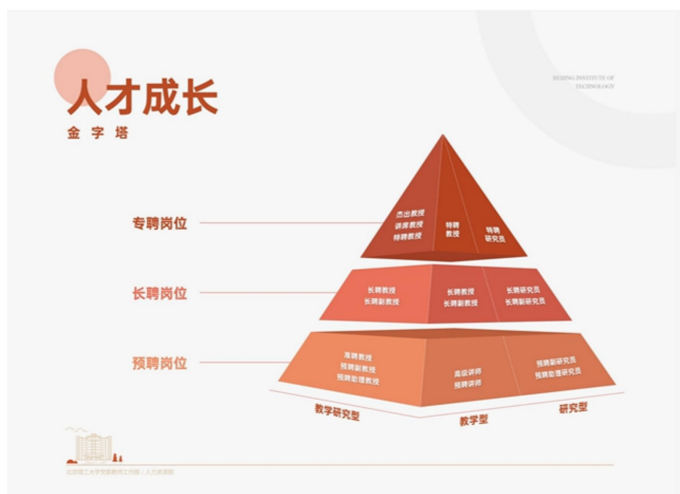 人才成长
金字塔
BEIJING INSTITUTE OF
TECHNOLOGY
专聘岗位
杰出教授
讲席教授
特聘教授
特聘
教授
特聘
研究员
长聘岗位
长聘教授
长聘副教授
长聘教授
长聘副教授
长聘研究员
长聘副研究员
预聘岗位
准聘教授
预聘副教授
预聘助理教授
高级讲师
预聘讲师
预聘副研究员
预聘助理研究员
教学研究型
教学型
研究型